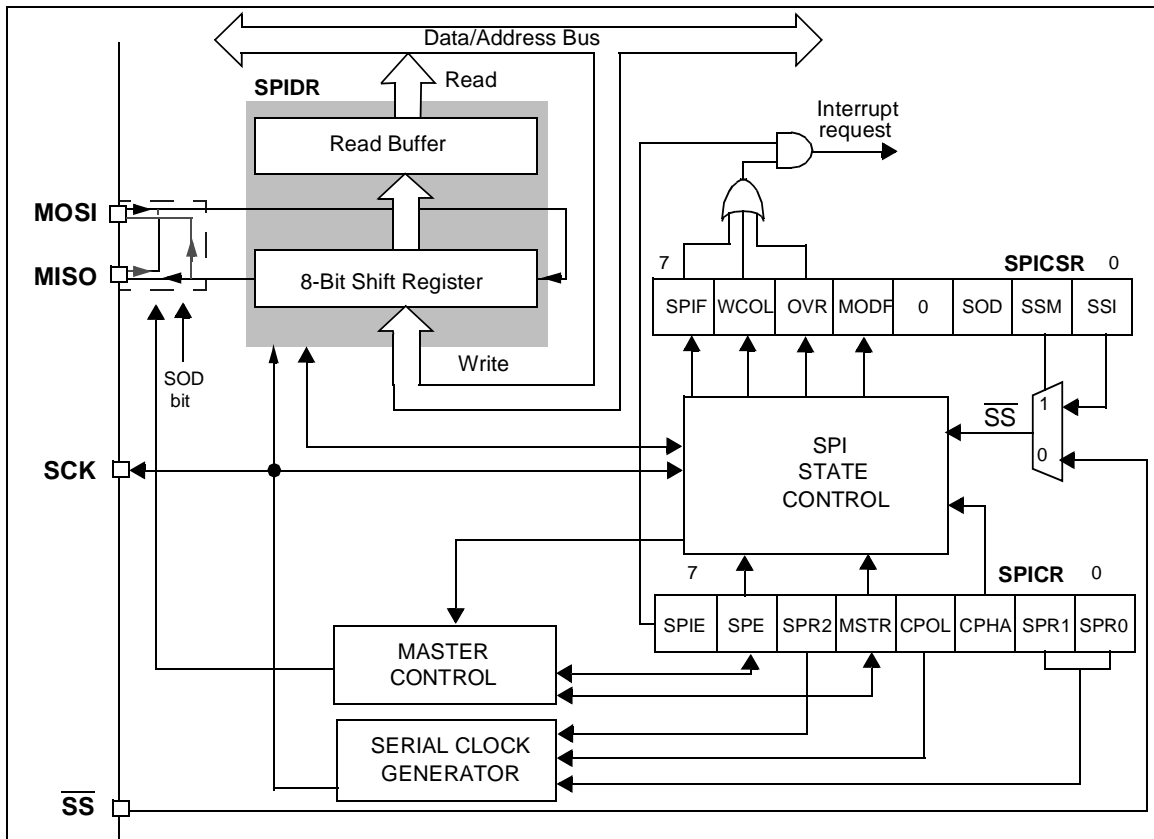 Data/Address Bus
SPIDR
Read
Read Buffer
Interrupt
request
MOSI
MISO
8-Bit Shift Register
Write
SOD
bit
7
SPICSR
0
SPIF
WCOL
OVR
MODF
0
SOD
SSM
SSI
1
0
SS
SCK
SPI
STATE
CONTROL
7
SPICR
0
SPIE
SPE
SPR2
MSTR
CPOL
CPHA
SPR1
SPR0
MASTER
CONTROL
SERIAL CLOCK
GENERATOR
SS